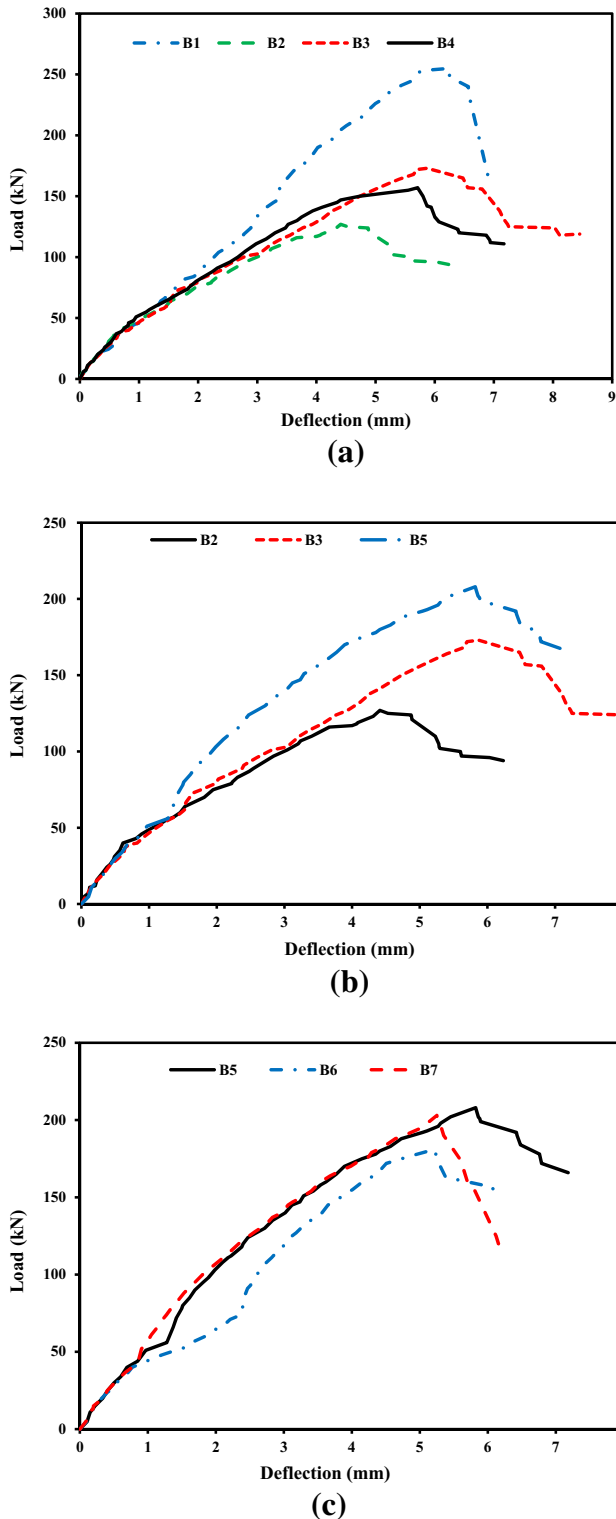 300
B1 B2 B3 B4
250
200
150
100
50
0
Load (kN)
0 1 2 3 4 5 6 7 8 9
Deflection (mm)
(a)
250
B2 B3 B5
200
150
100
50
0
Load (kN)
0 1 2 3 4 5 6 7
Deflection (mm)
(b)
250
B5 B6 B7
200
150
100
50
0
Load (kN)
0 1 2 3 4 5 6 7
Deflection (mm)
(c)